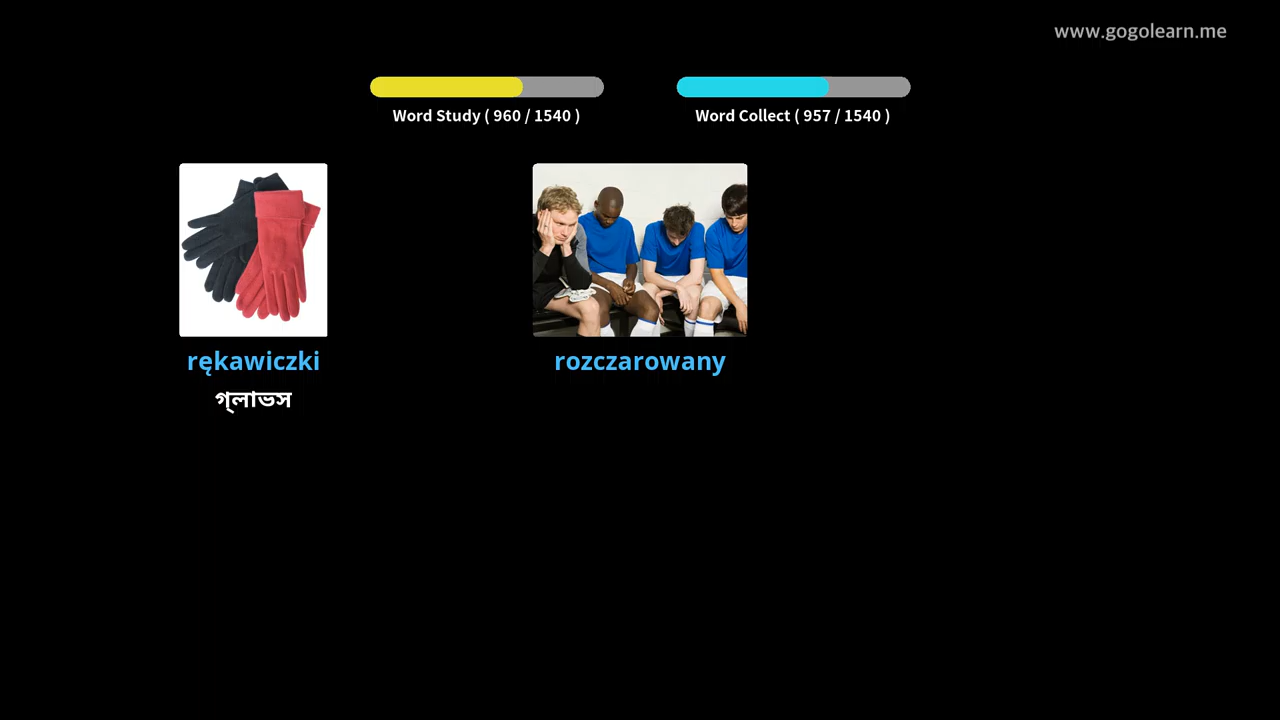 www.gogolearn.me
Word Study ( 960 / 1540 )
Word Collect ( 957 / 1540 )
rękawiczki
গ্লাভস
rozczarowany